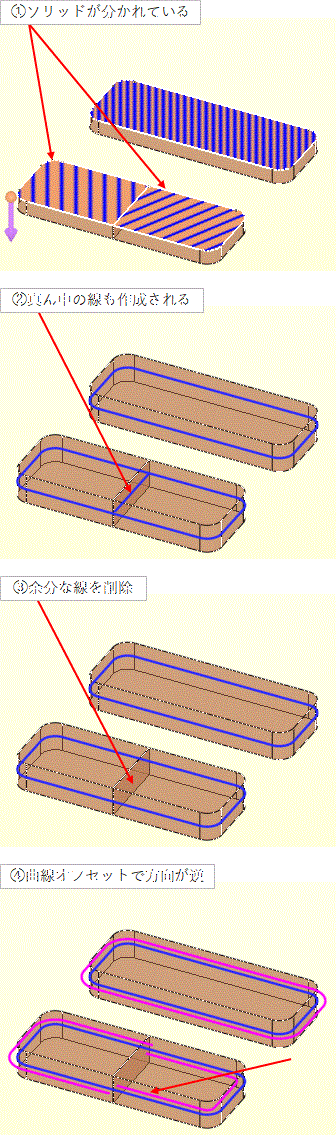 ①ソリッドが分かれている
②真ん中の線も作成される
③余分な線を削除
④曲線オフセットで方向が逆